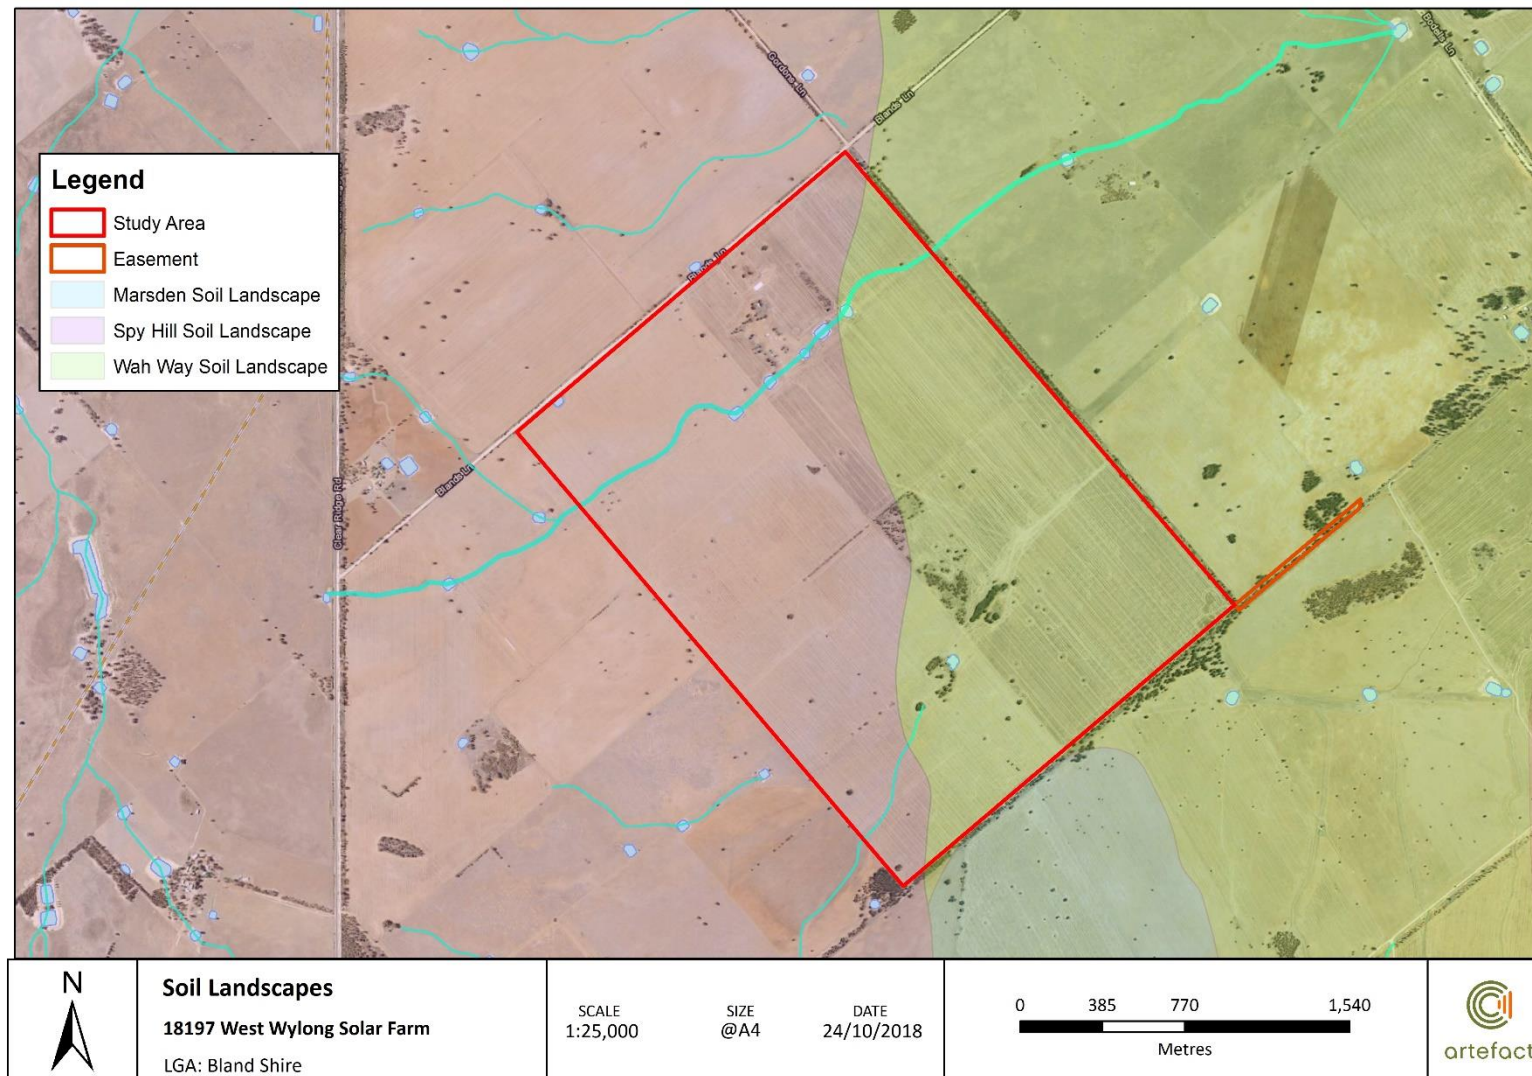 Gordons Ln
Blands Ln
Bodells Ln
Legend
Study Area
Easement
Marsden Soil Landscape
Spy Hill Soil Landscape
Wah Way Soil Landscape
Blands Ln
Blands Ln
Clear Ridge Rd
N
Soil Landscapes
18197 West Wylong Solar Farm
LGA: Bland Shire
SCALE
1:25,000
SIZE
@A4
DATE
24/10/2018
0 385 770 1,540
Metres
artefact